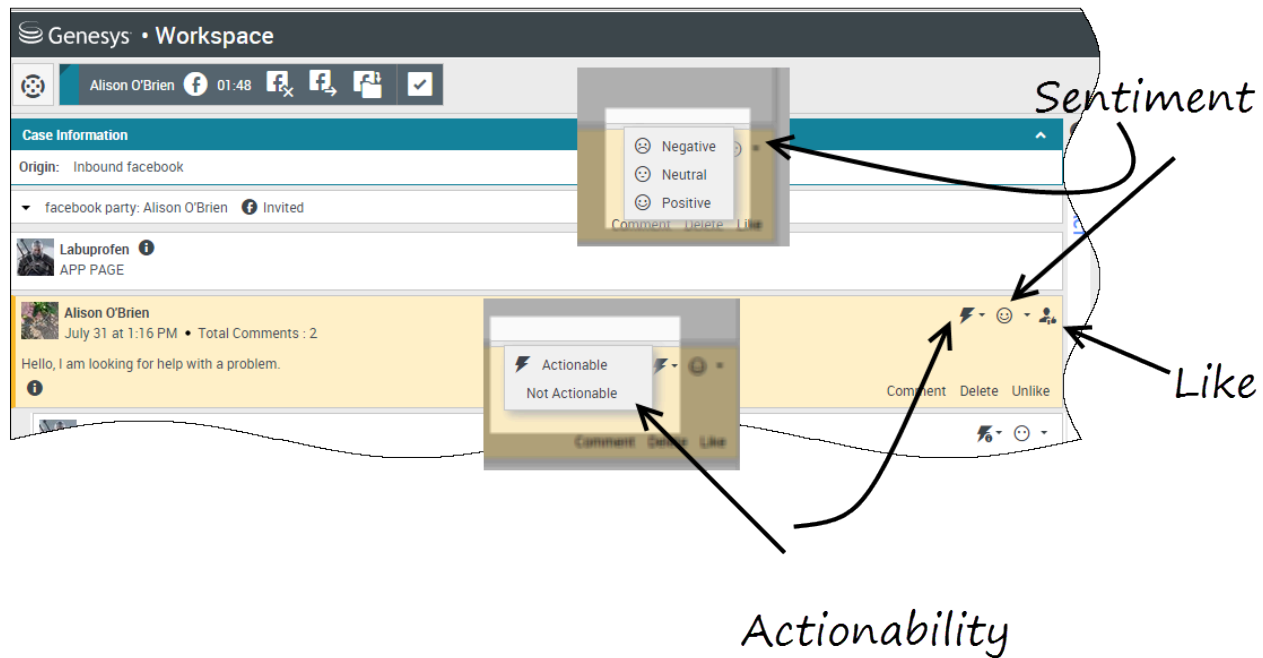 Genesys • Workspace
Alison O'Brien 01:48
Sentiment
Case Information
Negative
Neutral
Positive
Comment Delete Like
Origin: Inbound facebook
facebook party: Alison O'Brien Invited
Labuprofen
APP PAGE
Alison O'Brien
July 31 at 1:16 PM • Total Comments : 2
Hello, I am looking for help with a problem.
Actionable
Not Actionable
Comment Delete Like
Comment Delete Unlike
Like
Actionability